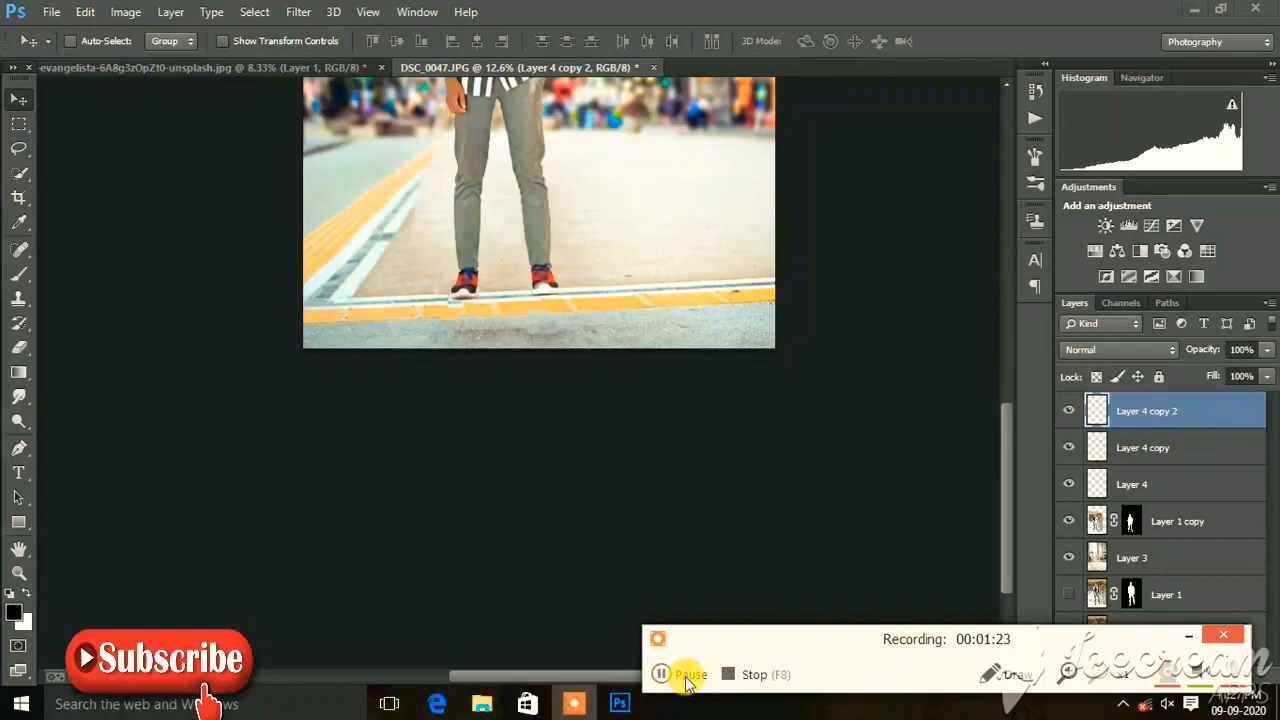 Ps File Edit Image Layer Type Select Filter 3D View Window Help
Auto-Select: Group Show Transform Controls 3D Mode: Photography
-evangelista-6A8g3zOpZt0-unsplash.jpg @ 8.33% (Layer 1, RGB/8) * × DSC_0047.JPG @ 12.6% (Layer 4 copy 2, RGB/8) * ×
Histogram Navigator
Adjustments
Add an adjustment
Layers Channels Paths
Kind
Normal Opacity: 100%
Lock: Fill: 100%
Layer 4 copy 2
Layer 4 copy
Layer 4
Layer 1 copy
Layer 3
Layer 1
Recording: 00:01:23
Pause Stop (F8) Draw
Subscribe
Search the web and Windows
Ps
09-09-2020